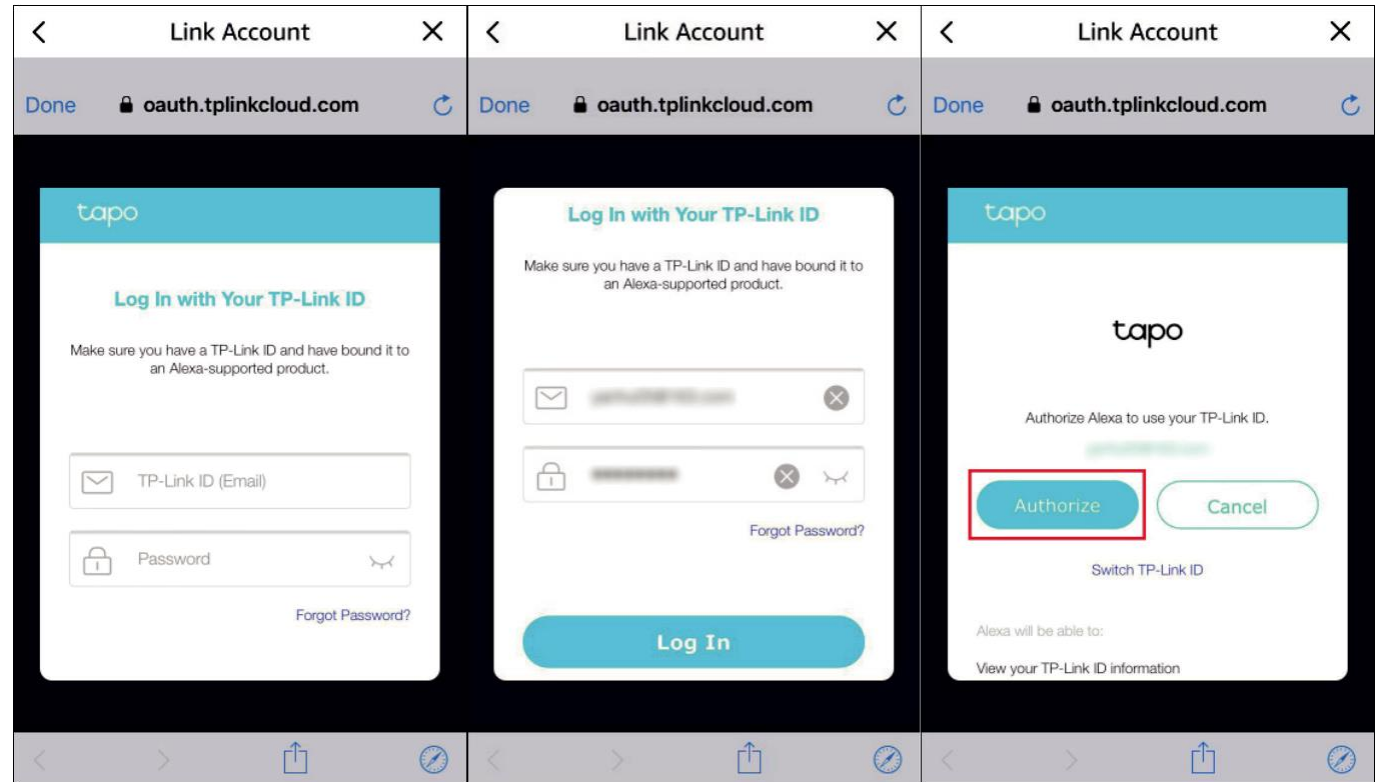 Link Account
Done oauth.tplinkcloud.com
tapo
Log In with Your TP-Link ID
Make sure you have a TP-Link ID and have bound it to
an Alexa-supported product.
TP-Link ID (Email)
Password
Forgot Password?
Link Account
Done oauth.tplinkcloud.com
Log In with Your TP-Link ID
Make sure you have a TP-Link ID and have bound it to
an Alexa-supported product.
Forgot Password?
Log In
Link Account
Done oauth.tplinkcloud.com
tapo
tapo
Authorize Alexa to use your TP-Link ID.
Authorize Cancel
Switch TP-Link ID
Alexa will be able to:
View your TP-Link ID information